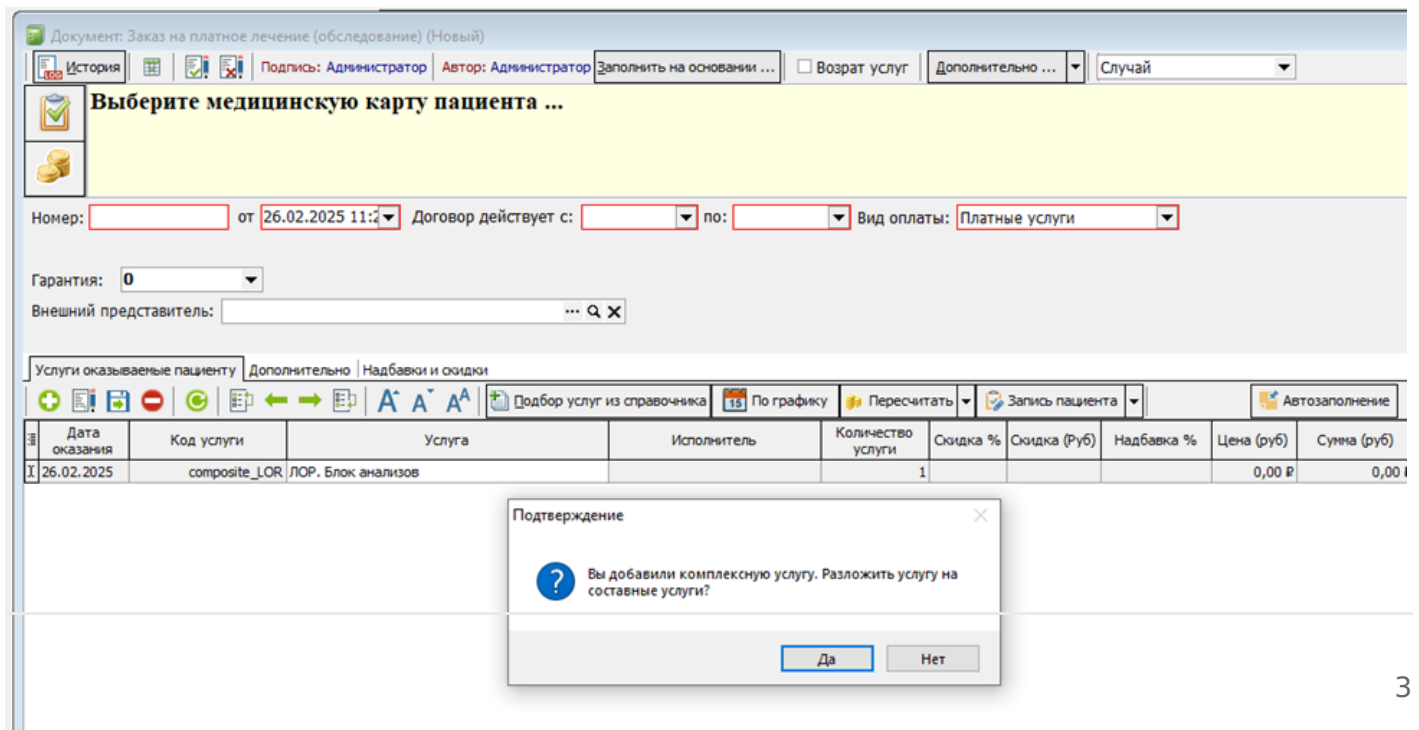 Документ: Заказ на платное лечение (обследование) (Новый)
LOG История Подпись: Администратор Автор: Администратор Заполнить на основании ... Возрат услуг Дополнительно ... Случай
Выберите медицинскую карту пациента ...
Номер: от 26.02.2025 11:2 Договор действует с: по: Вид оплаты: Платные услуги
Гарантия: 0
Внешний представитель:
Услуги оказываемые пациенту Дополнительно Надбавки и скидки
Подбор услуг из справочника 15 По графику Пересчитать Запись пациента Автозаполнение
Дата оказания Код услуги Услуга Исполнитель Количество услуги Скидка % Скидка (Руб) Надбавка % Цена (руб) Сумма (руб)
26.02.2025 composite_LOR ЛОР. Блок анализов 1 0,00 ₽ 0,00
Подтверждение
Вы добавили комплексную услугу. Разложить услугу на
составные услуги?
Да Нет
3